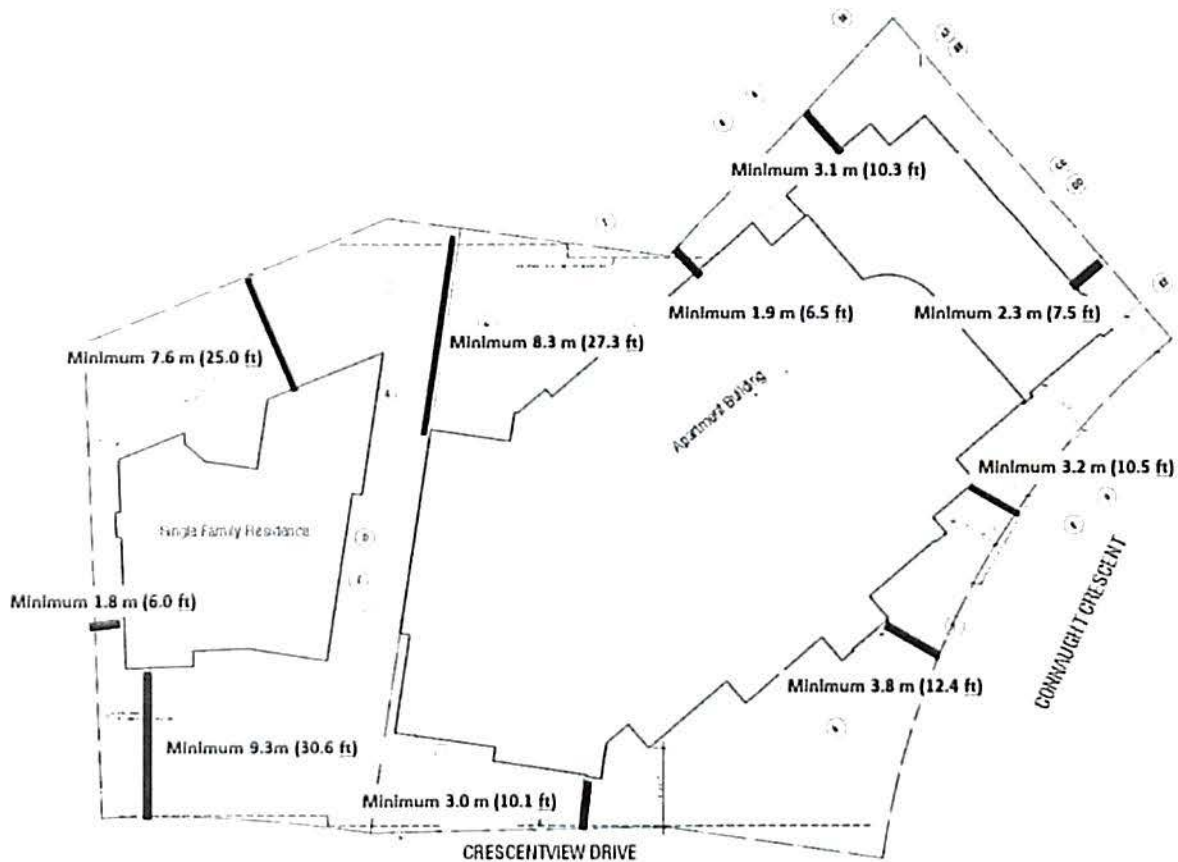 Minimum 3.1 m (10.3 ft)
Minimum 1.9 m (6.5 ft)
Minimum 2.3 m (7.5 ft)
Minimum 7.6 m (25.0 ft)
Minimum 8.3 m (27.3 ft)
Apartment Building
Minimum 3.2 m (10.5 ft)
Single Family Residence
Minimum 1.8 m (6.0 ft)
CONNAUGHT CRESCENT
Minimum 3.8 m (12.4 ft)
Minimum 9.3m (30.6 ft)
Minimum 3.0 m (10.1 ft)
CRESCENTVIEW DRIVE